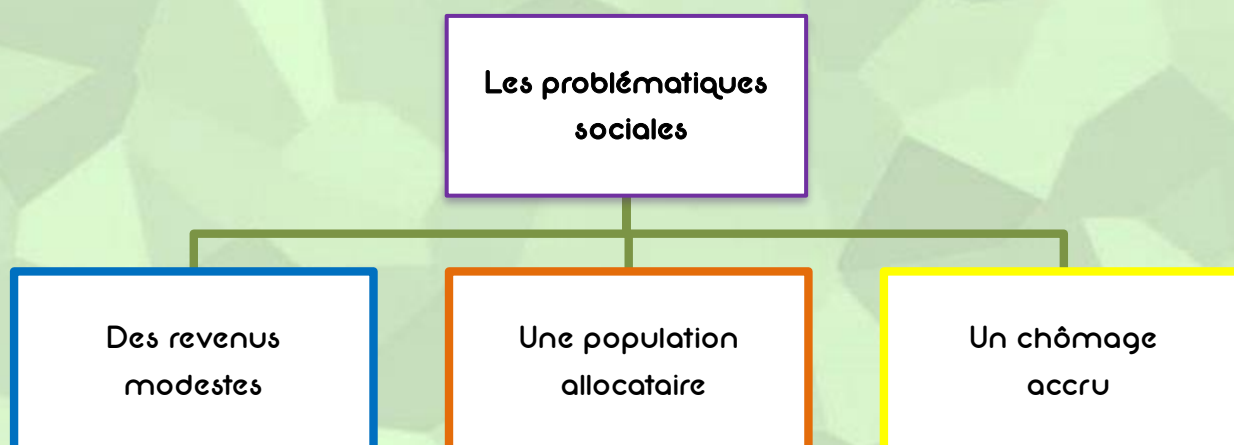 Les problématiques
sociales
Des revenus
modestes
Une population
allocataire
Un chômage
accru